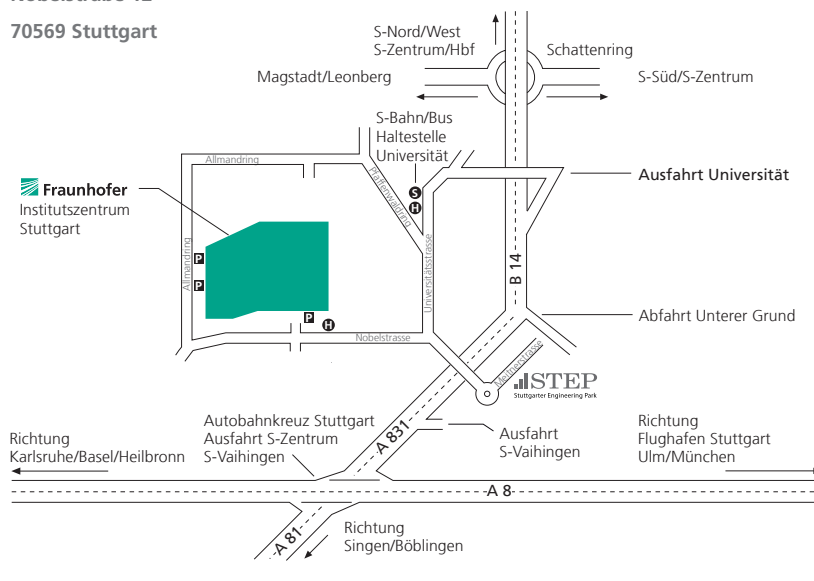 70569 Stuttgart
S-Nord/West
S-Zentrum/Hbf
Schattenring
Magstadt/Leonberg
S-Süd/S-Zentrum
S-Bahn/Bus
Haltestelle
Universität
Allmandring
Pfaffenwaldring
Ausfahrt Universität
Fraunhofer
Institutszentrum
Stuttgart
S
H
Allmandring
P
P
Universitätsstrasse
B 14
P
H
Abfahrt Unterer Grund
Nobelstrasse
Meitnerstrasse
STEP
Stuttgarter Engineering Park
Autobahnkreuz Stuttgart
Ausfahrt S-Zentrum
S-Vaihingen
A 831
Ausfahrt
S-Vaihingen
Richtung
Karlsruhe/Basel/Heilbronn
Richtung
Flughafen Stuttgart
Ulm/München
A 8
A 81
Richtung
Singen/Böblingen